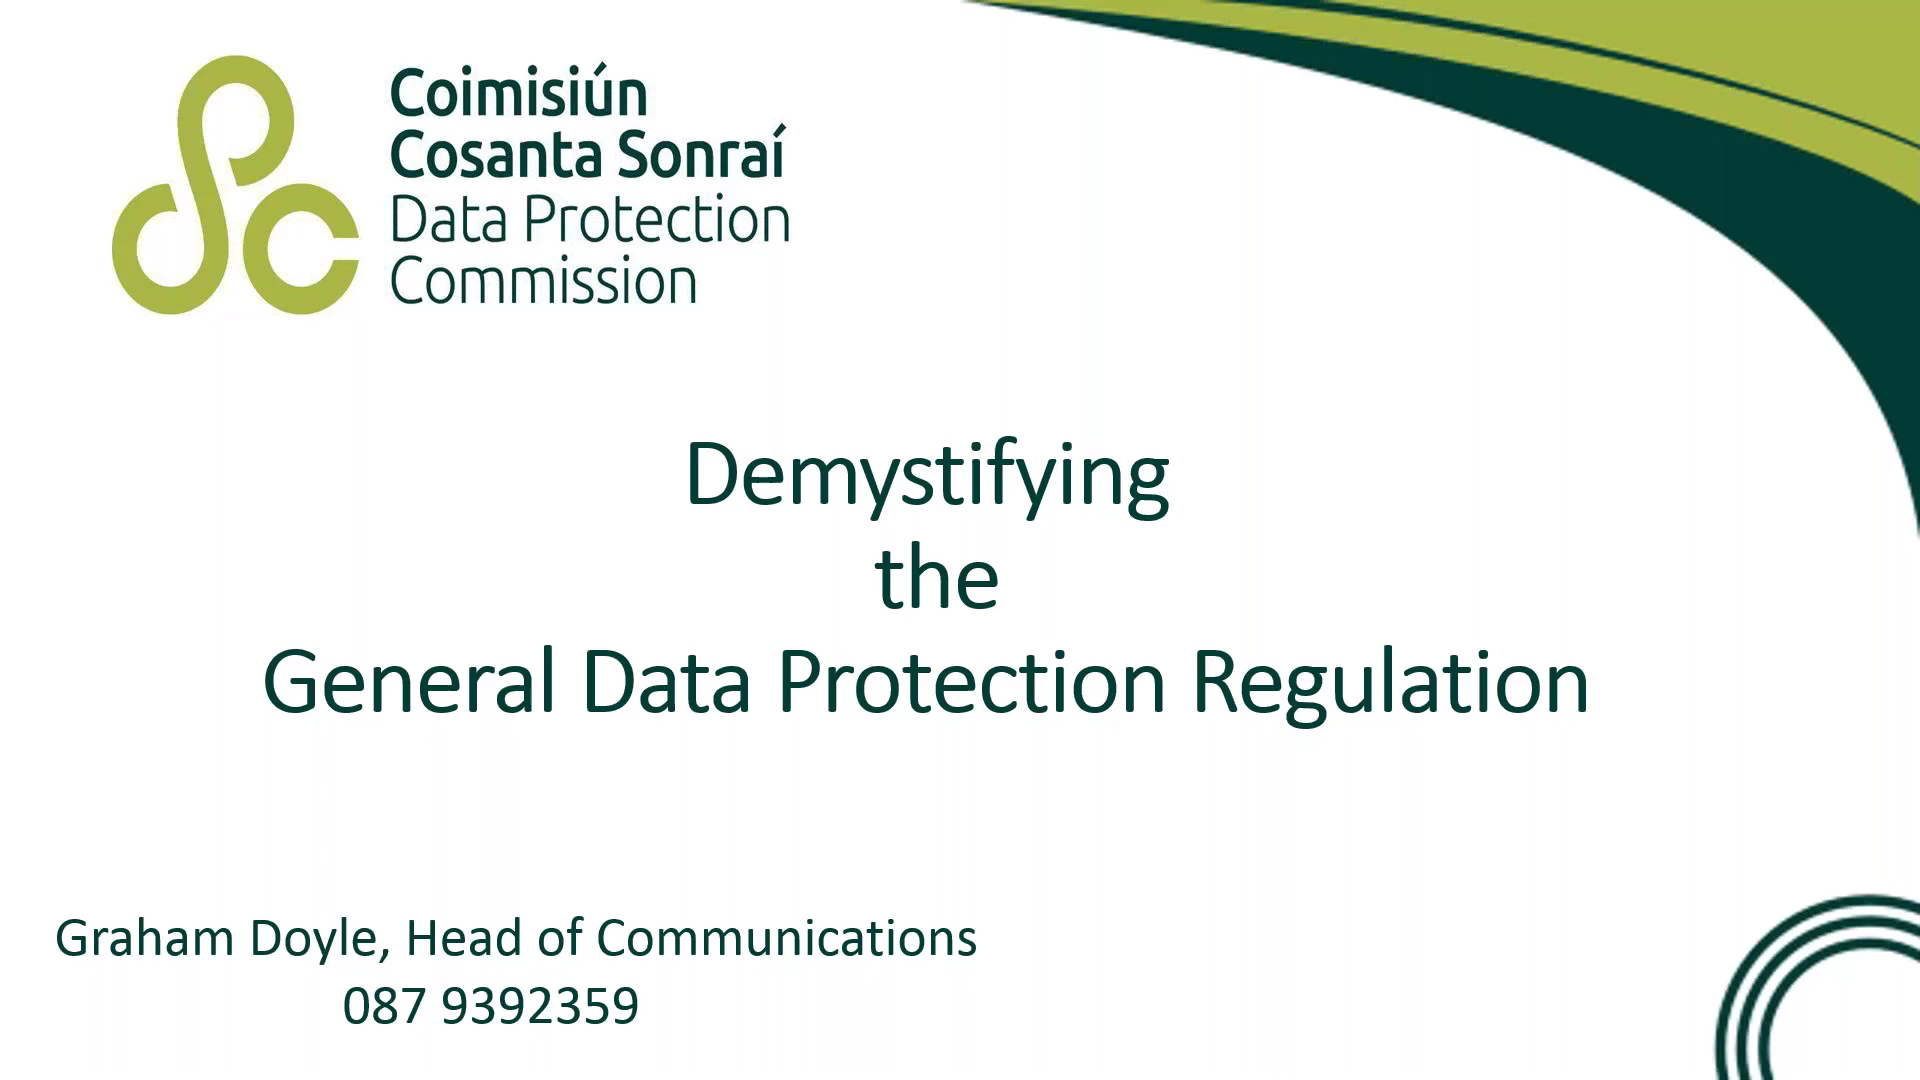 Coimisiún
Cosanta Sonraí
Data Protection
Commission
Demystifying
the
General Data Protection Regulation
Graham Doyle, Head of Communications
087 9392359